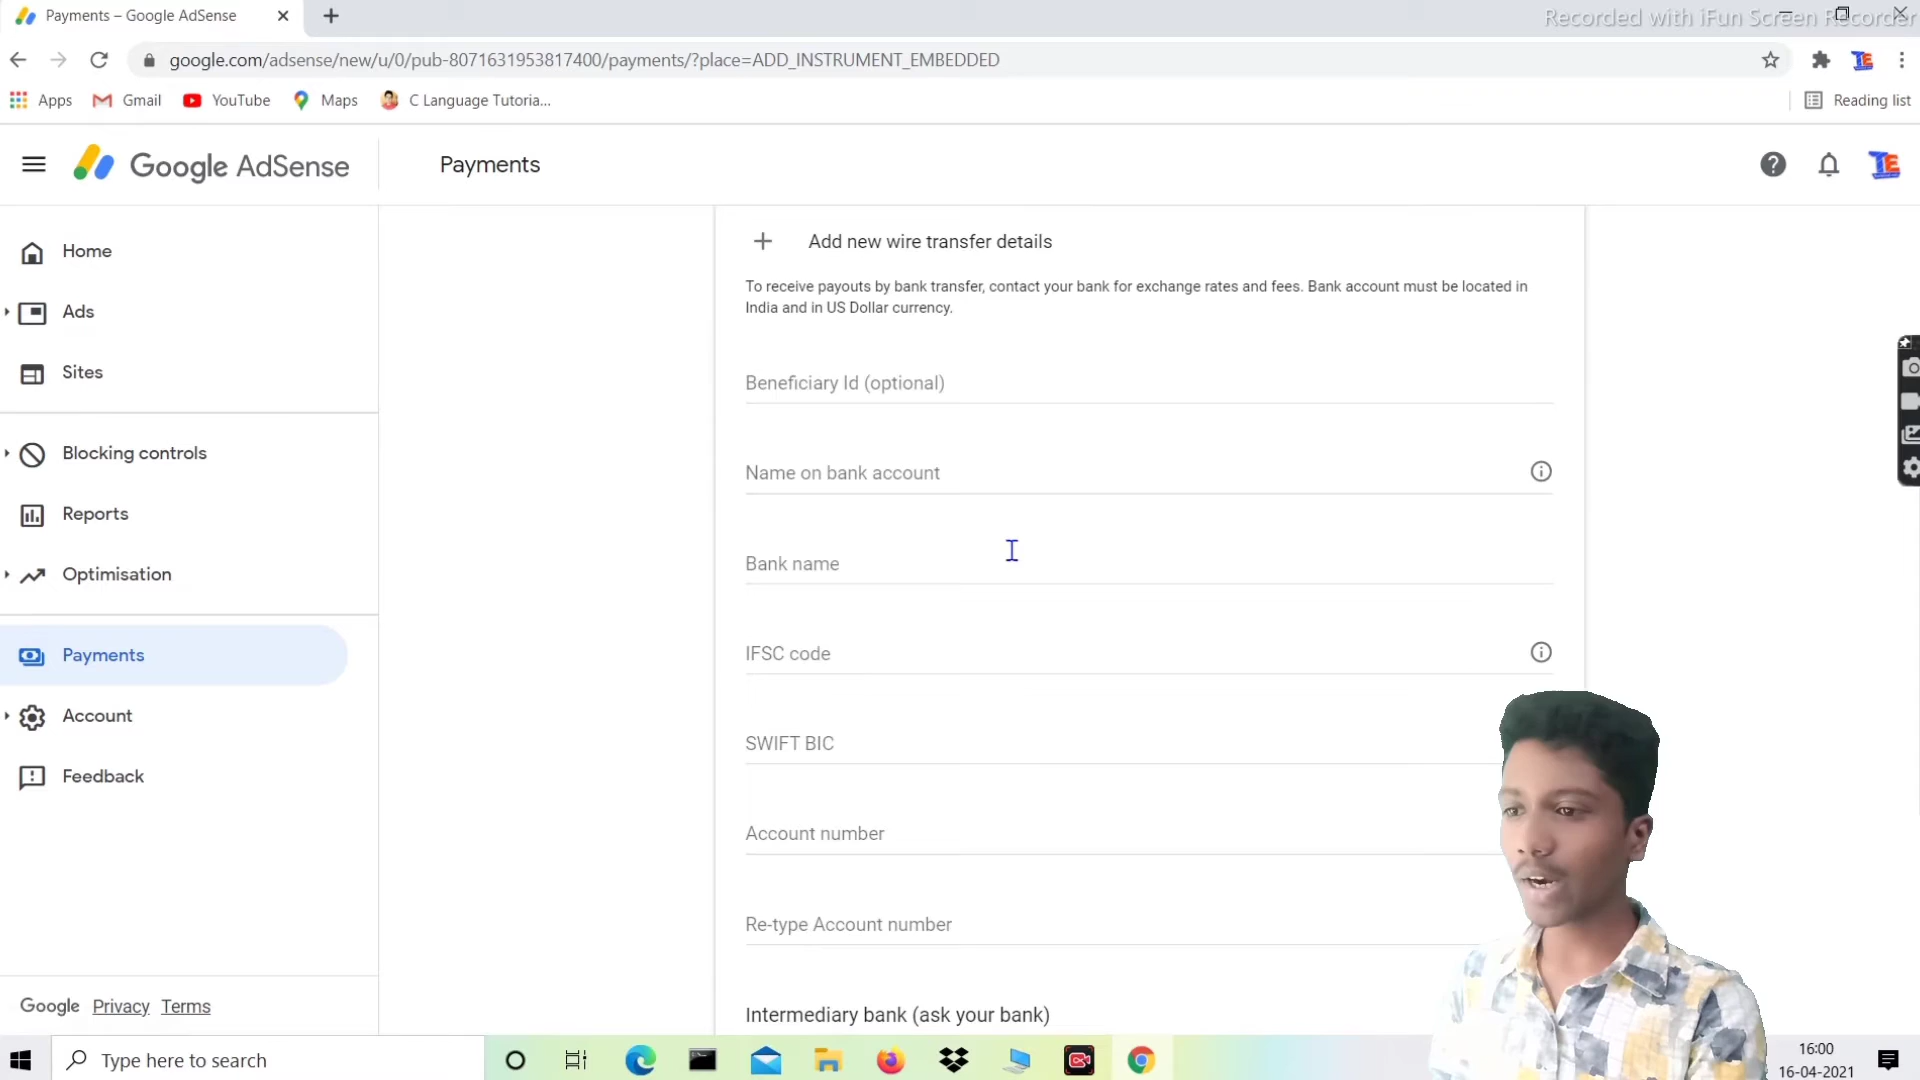 Payments – Google AdSense
Recorded with iFun Screen Recorder
google.com/adsense/new/u/0/pub-8071631953817400/payments/?place=ADD_INSTRUMENT_EMBEDDED
Apps
Gmail
YouTube
Maps
C Language Tutoria...
Reading list
Google AdSense
Payments
TE
Home
Ads
Sites
Blocking controls
Reports
Optimisation
Payments
Account
Feedback
Google Privacy Terms
Add new wire transfer details
To receive payouts by bank transfer, contact your bank for exchange rates and fees. Bank account must be located in
India and in US Dollar currency.
Beneficiary Id (optional)
Name on bank account
Bank name
IFSC code
SWIFT BIC
Account number
Re-type Account number
Intermediary bank (ask your bank)
Type here to search
16:00
16-04-2021